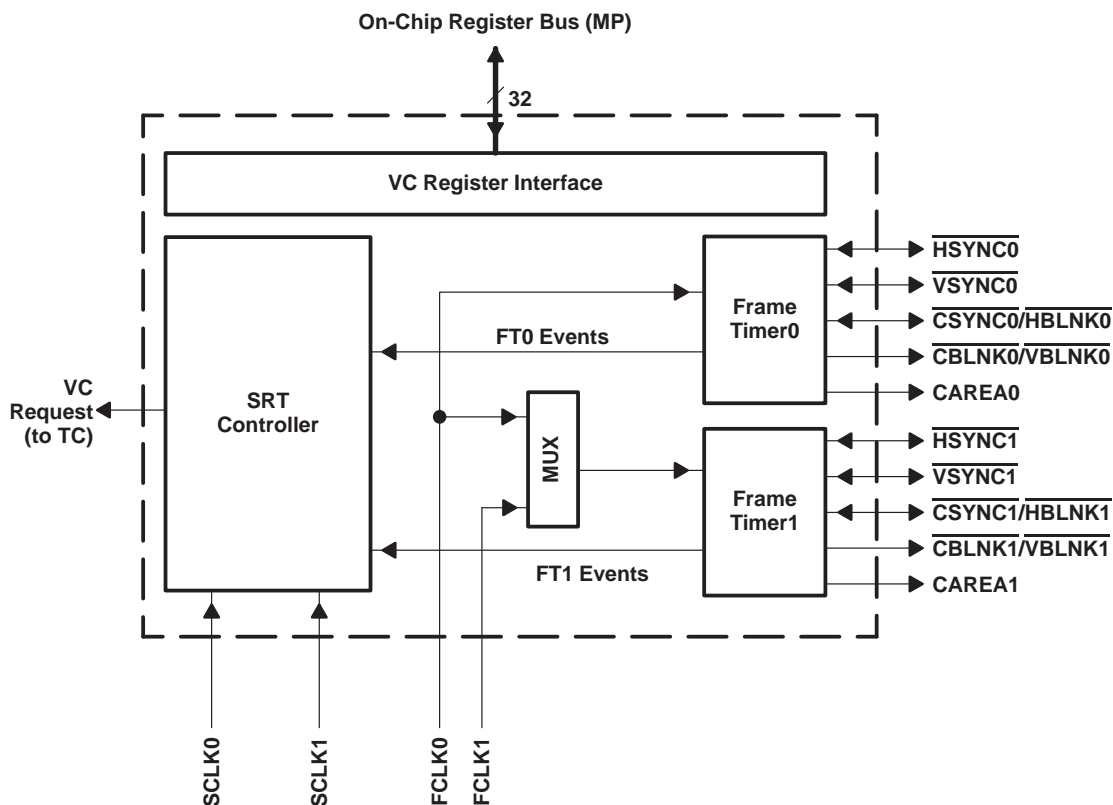 On-Chip Register Bus (MP)
32
VC Register Interface
SRT
Controller
VC
Request
(to TC)
FT0 Events
MUX
FT1 Events
Frame
Timer0
Frame
Timer1
HSYNC0
VSYNC0
CSYNC0/HBLNK0
CBLNK0/VBLNK0
CAREA0
HSYNC1
VSYNC1
CSYNC1/HBLNK1
CBLNK1/VBLNK1
CAREA1
SCLK0
SCLK1
FCLK0
FCLK1